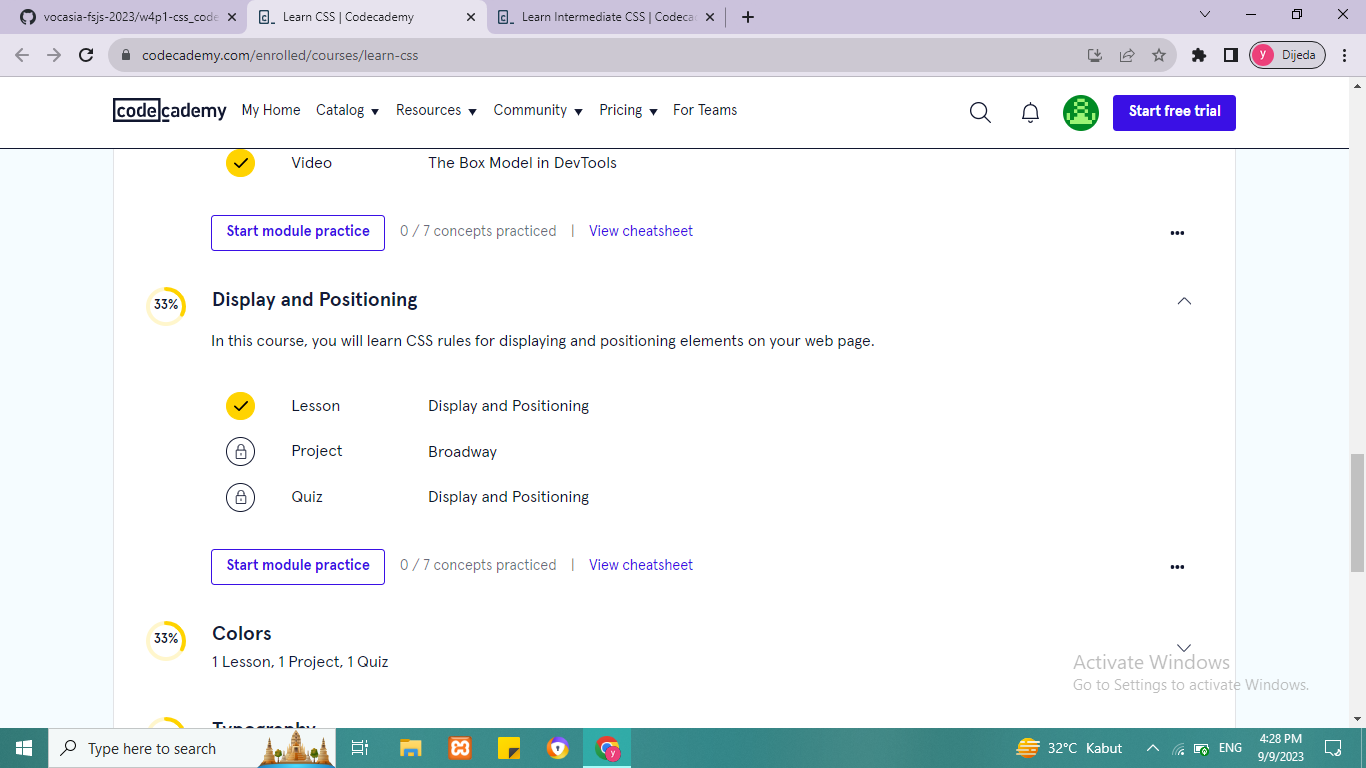 vocasia-fsjs-2023/w4p1-css_code
Learn CSS | Codecademy
Learn Intermediate CSS | Codeca
codecademy.com/enrolled/courses/learn-css
y
Dijeda
codecademy
My Home
Catalog
Resources
Community
Pricing
For Teams
Start free trial
Video
The Box Model in DevTools
Start module practice
0 / 7 concepts practiced | View cheatsheet
33%
Display and Positioning
In this course, you will learn CSS rules for displaying and positioning elements on your web page.
Lesson
Display and Positioning
Project
Broadway
Quiz
Display and Positioning
Start module practice
0 / 7 concepts practiced | View cheatsheet
33%
Colors
1 Lesson, 1 Project, 1 Quiz
Activate Windows
Go to Settings to activate Windows.
Typography
Type here to search
32°C Kabut
ENG
4:28 PM
9/9/2023